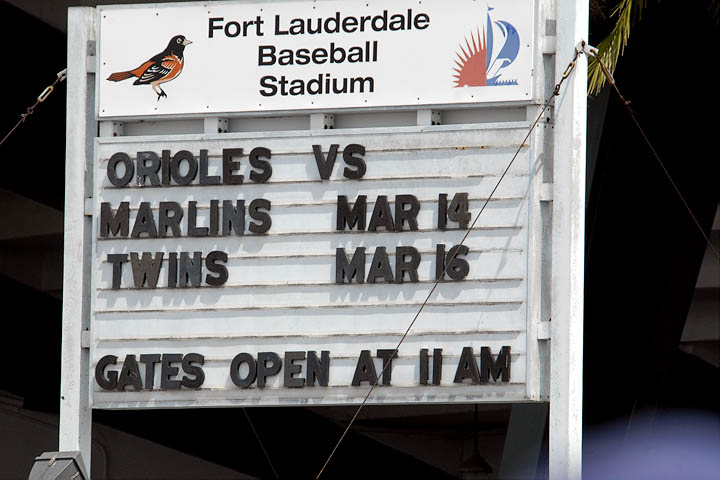 Fort Lauderdale
Baseball
Stadium
ORIOLES VS
MARLINS MAR 14
TWINS MAR 16
GATES OPEN AT 11 AM